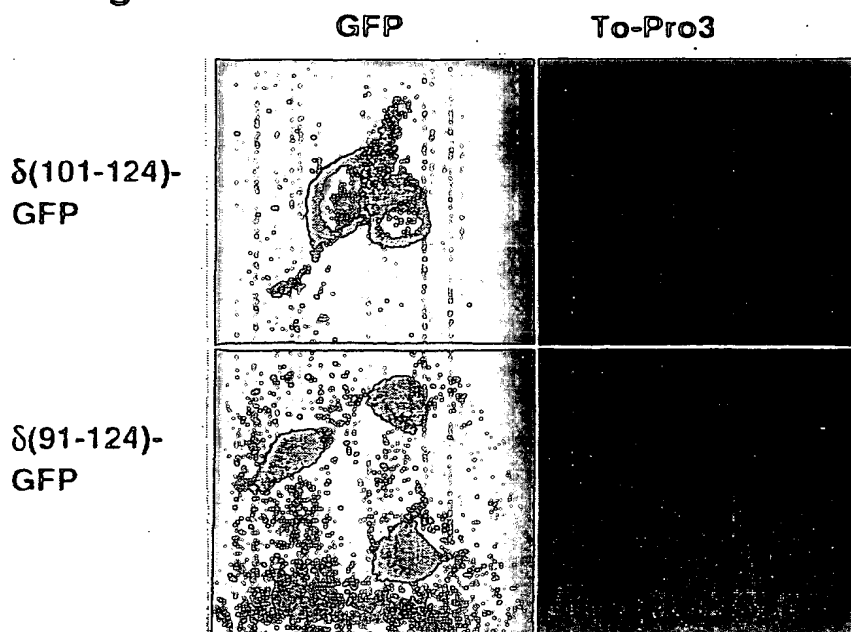 GFP To-Pro3
δ(101-124)-
GFP
δ(91-124)-
GFP